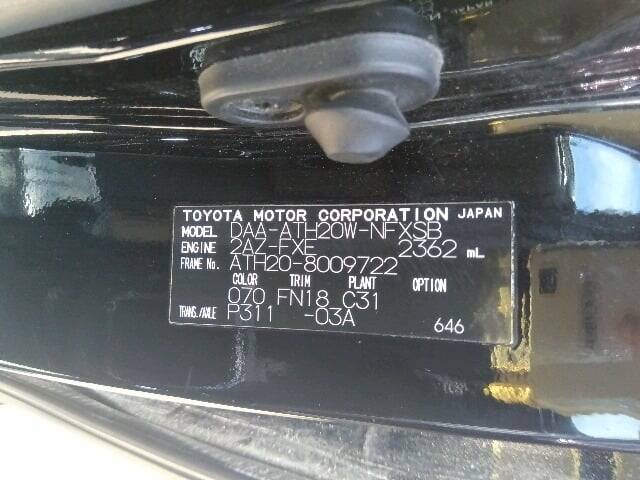 TOYOTA MOTOR CORPORATION JAPAN
MODEL DAA-ATH20W-NFXSB
ENGINE 2AZ-FXE 2362 mL
FRAME No. ATH20-8009722
COLOR TRIM PLANT OPTION
070 FN18 C31
TRANS./AXLE P311 -03A
646